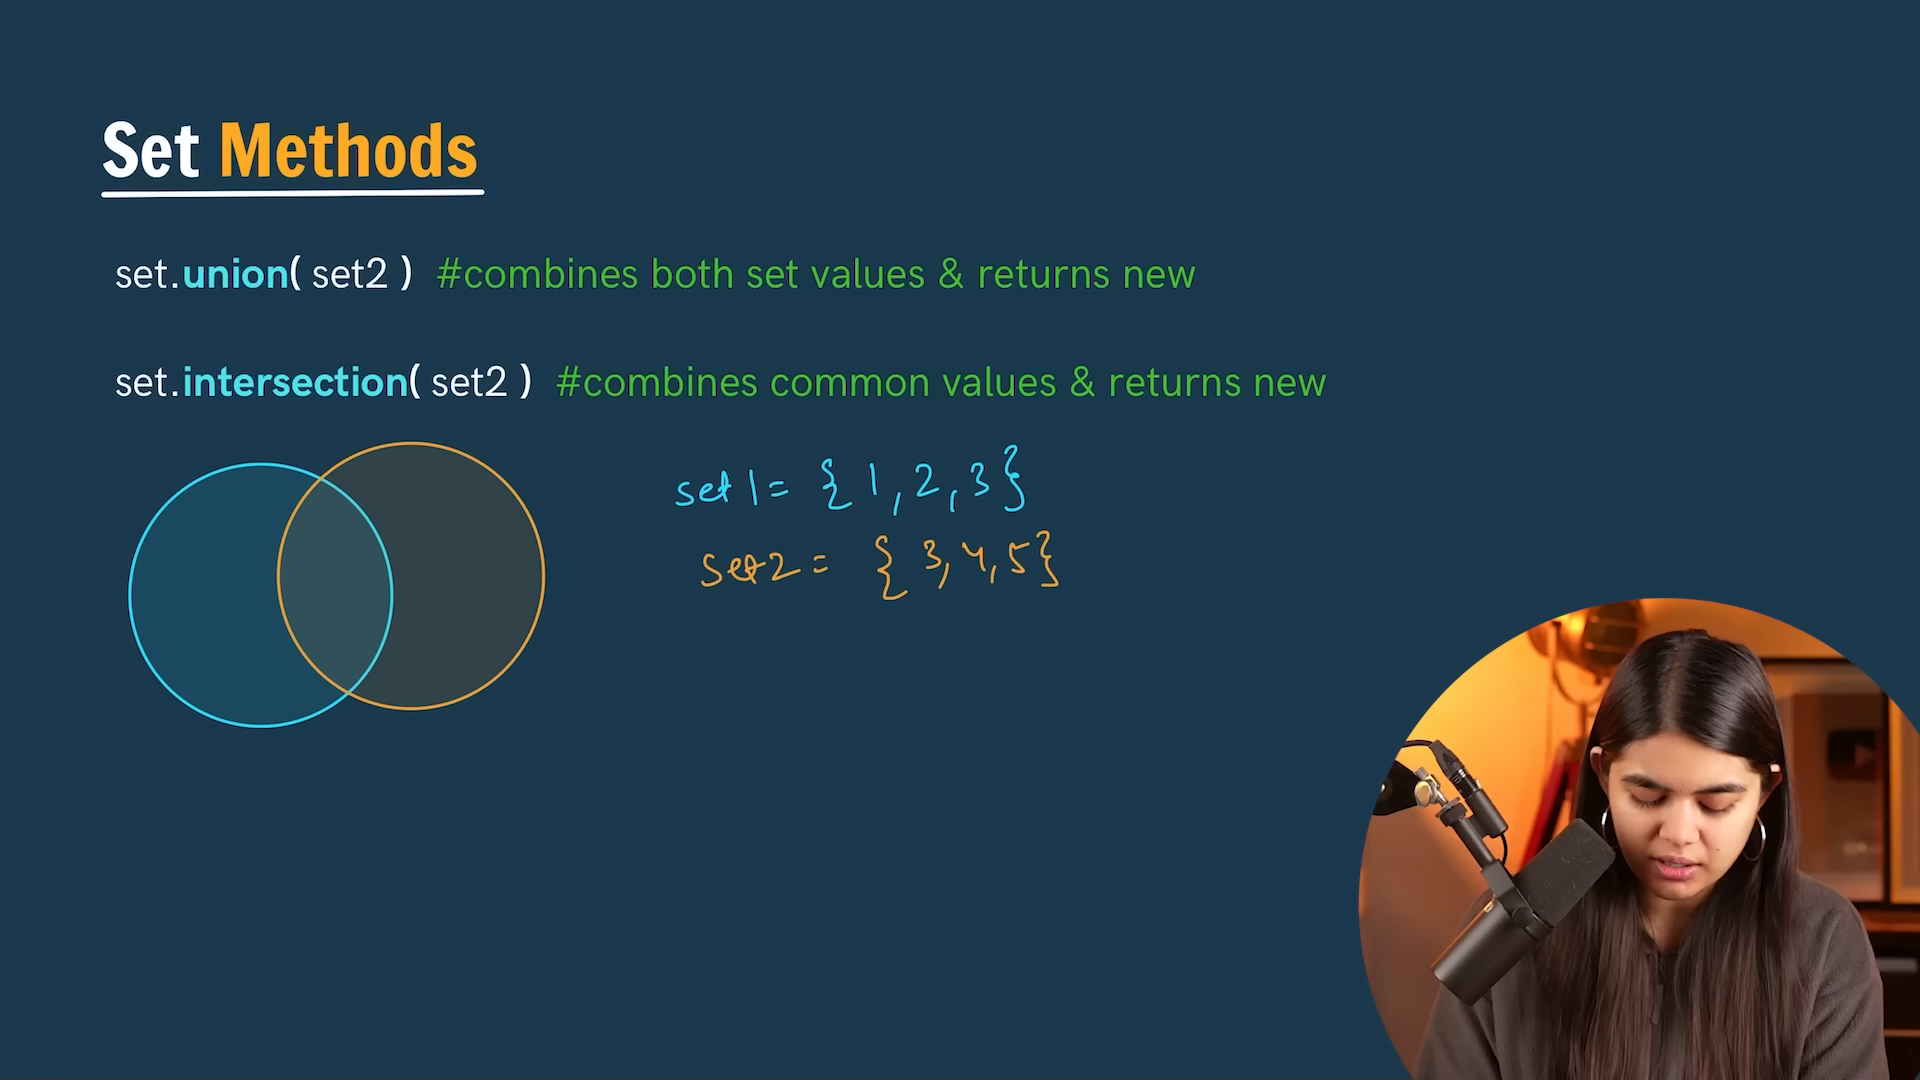 Set Methods
set.union( set2 ) #combines both set values & returns new
set.intersection( set2 ) #combines common values & returns new
set1= {1,2,3}
set2= {3,4,5}